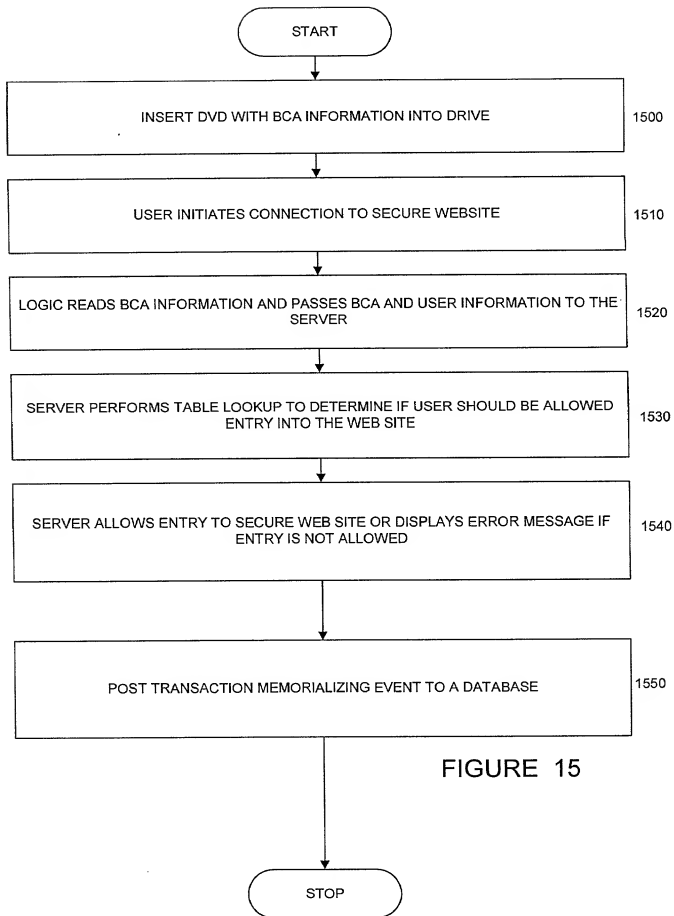 START
INSERT DVD WITH BCA INFORMATION INTO DRIVE
1500
USER INITIATES CONNECTION TO SECURE WEBSITE
1510
LOGIC READS BCA INFORMATION AND PASSES BCA AND USER INFORMATION TO THE
SERVER
1520
SERVER PERFORMS TABLE LOOKUP TO DETERMINE IF USER SHOULD BE ALLOWED
ENTRY INTO THE WEB SITE
1530
SERVER ALLOWS ENTRY TO SECURE WEB SITE OR DISPLAYS ERROR MESSAGE IF
ENTRY IS NOT ALLOWED
1540
POST TRANSACTION MEMORIALIZING EVENT TO A DATABASE
1550
FIGURE 15
STOP